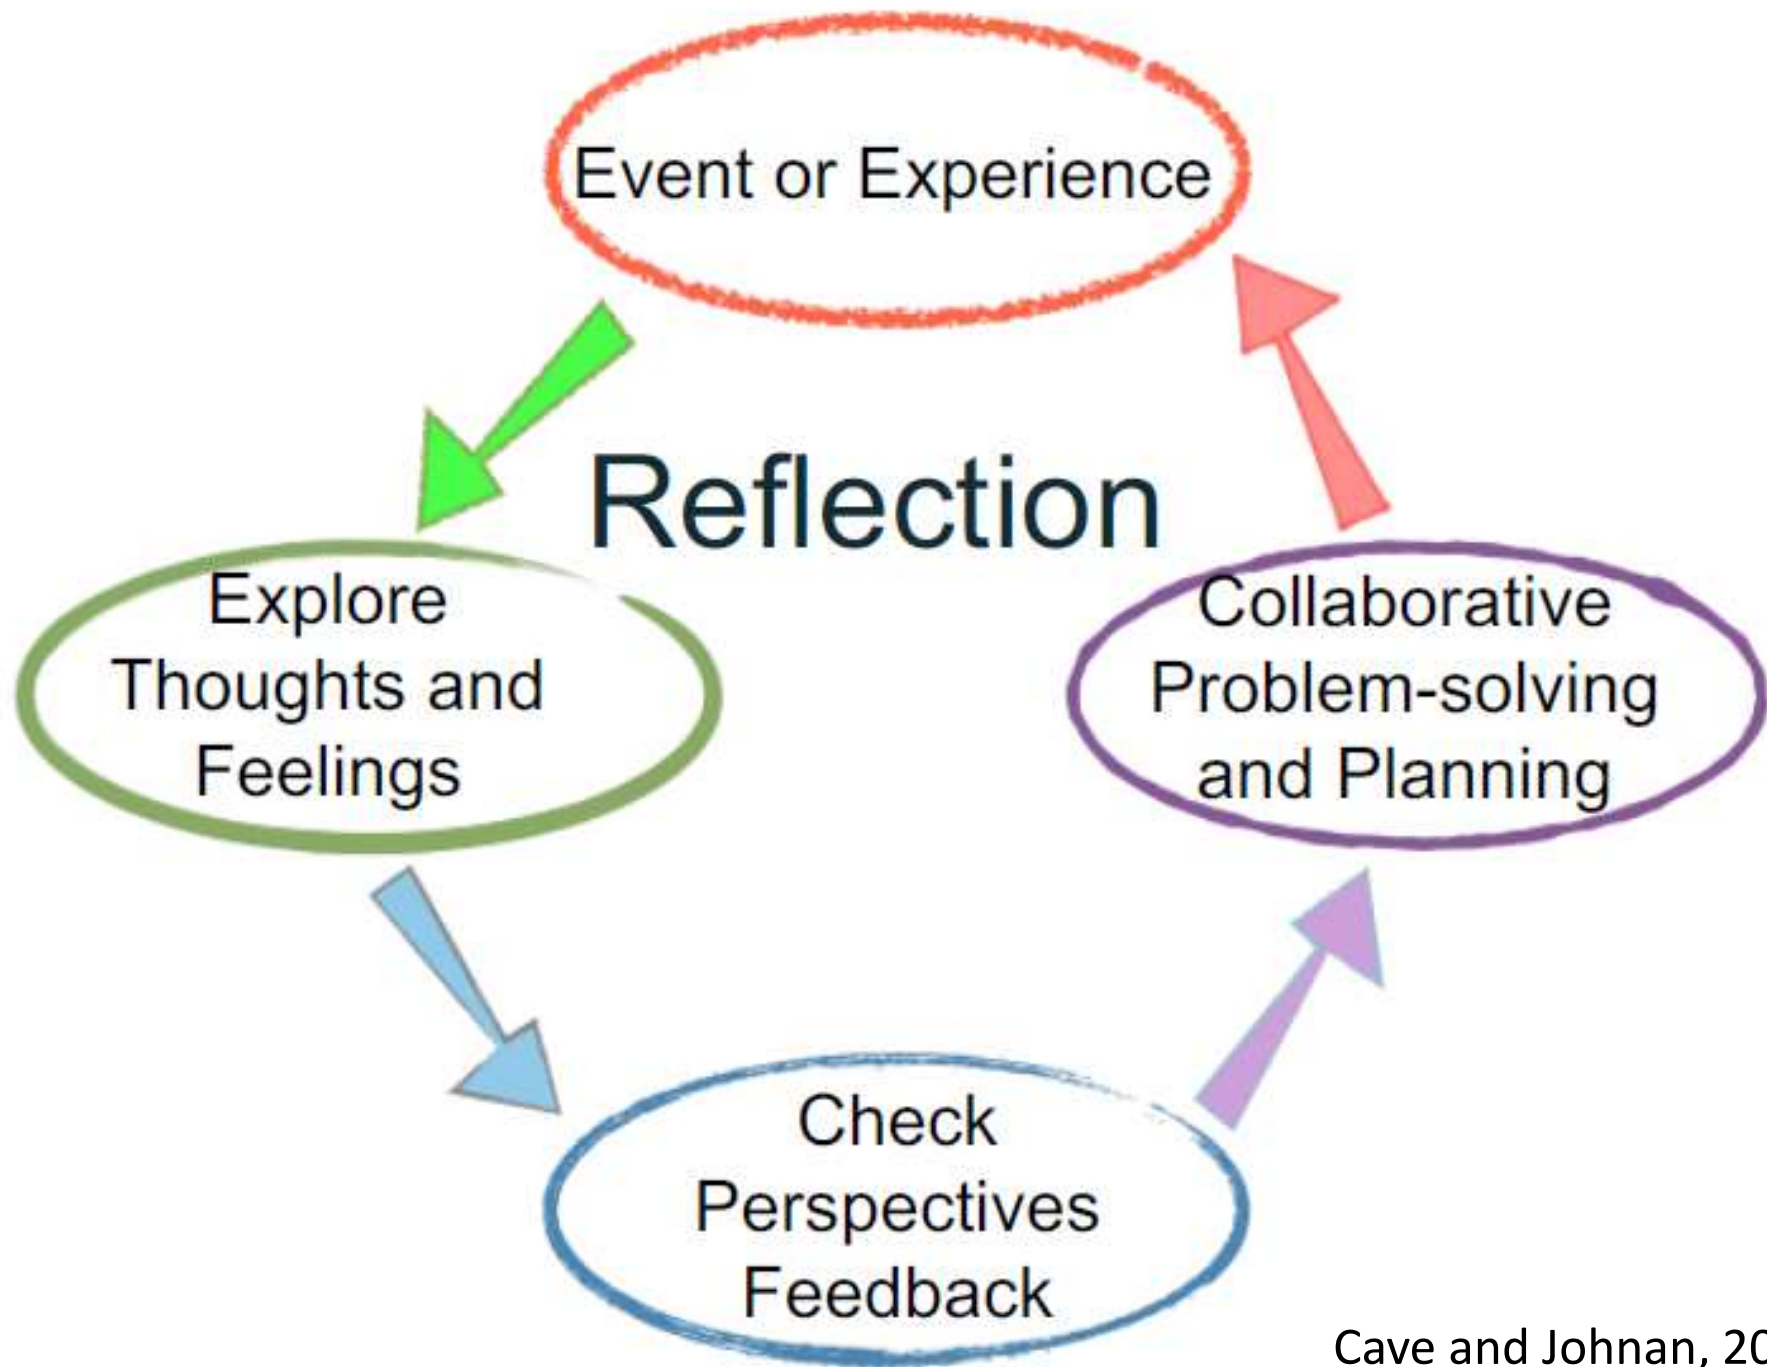 Event or Experience
Reflection
Explore
Thoughts and
Feelings
Collaborative
Problem-solving
and Planning
Check
Perspectives
Feedback
Cave and Johnan, 20